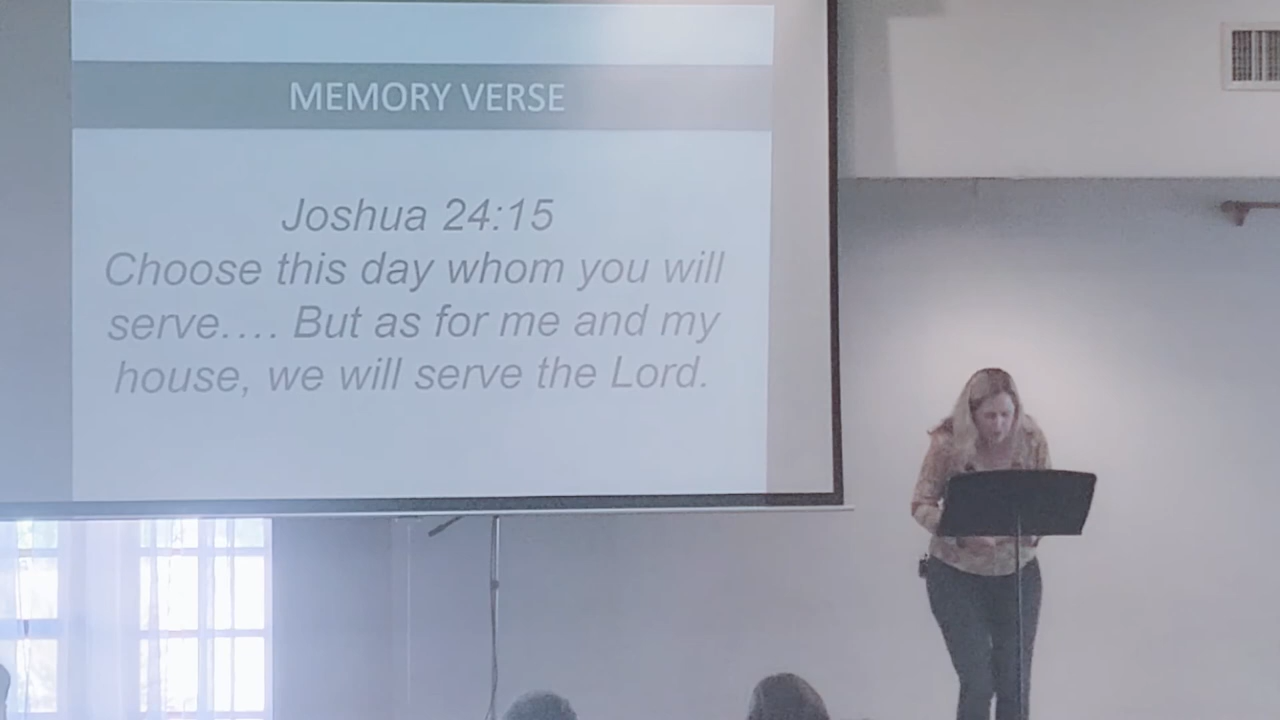 MEMORY VERSE
Joshua 24:15
Choose this day whom you will
serve.... But as for me and my
house, we will serve the Lord.